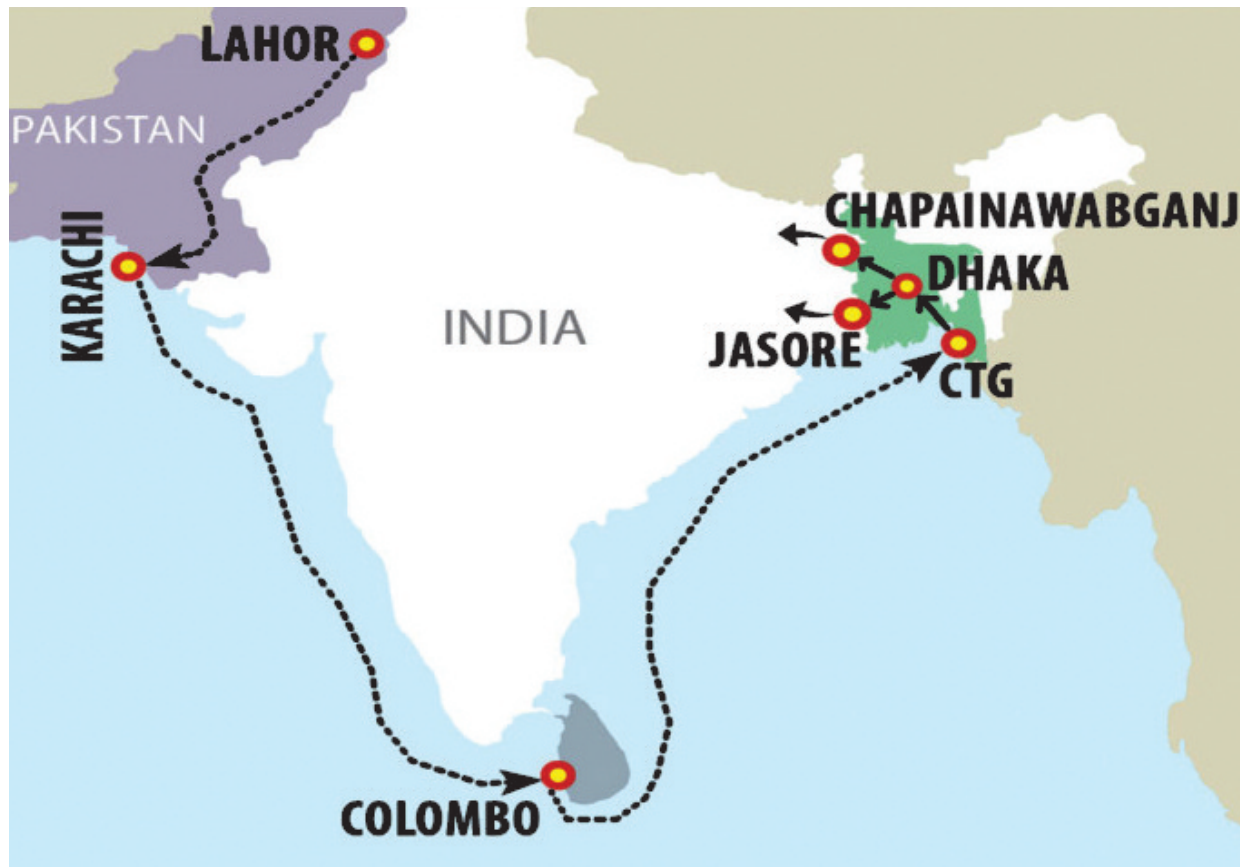 LAHOR
PAKISTAN
KARACHI
CHAPAINAWABGANJ
DHAKA
INDIA
JASORE
CTG
COLOMBO